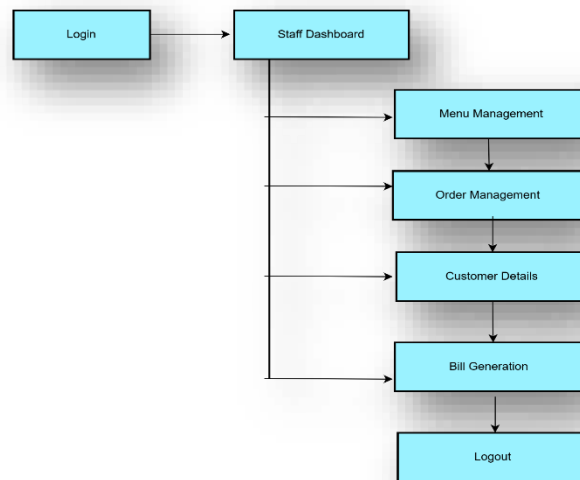 Login
Staff Dashboard
Menu Management
Order Management
Customer Details
Bill Generation
Logout